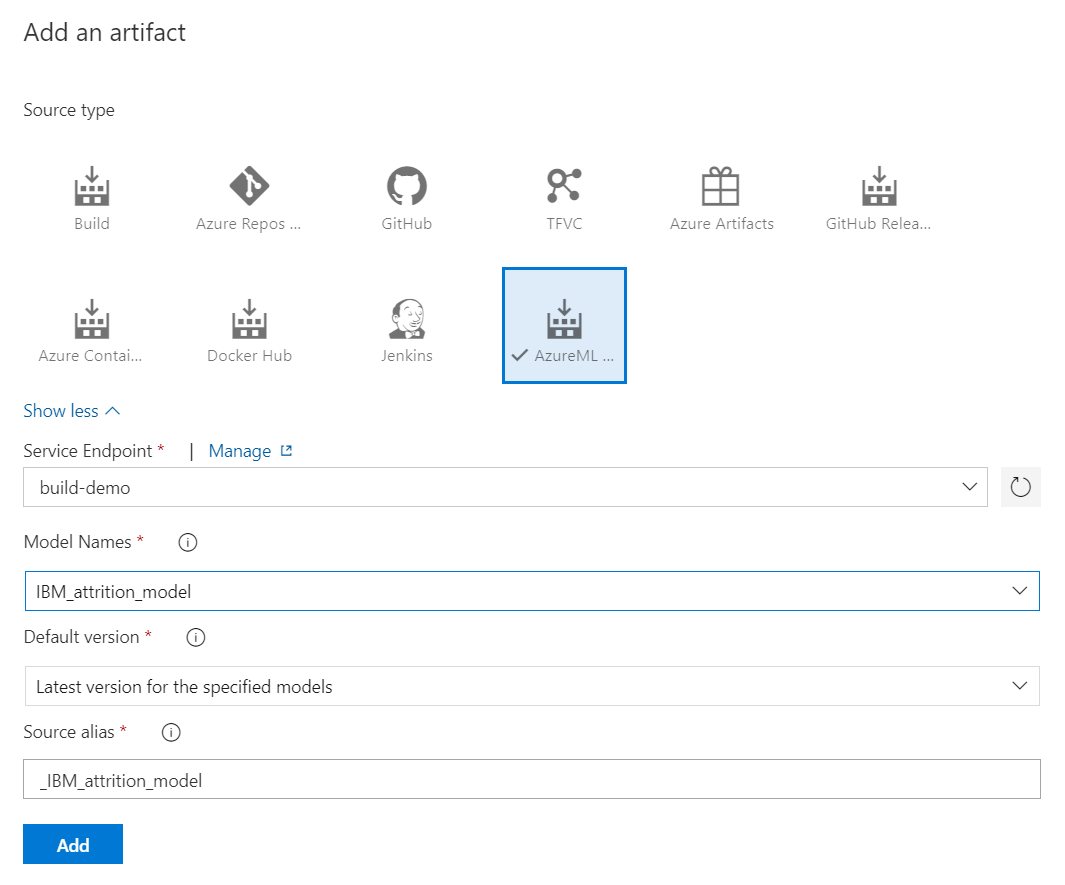 Add an artifact
Source type
Build
Azure Repos ...
GitHub
TFVC
Azure Artifacts
GitHub Relea...
Azure Contai...
Docker Hub
Jenkins
AzureML ...
Show less
Service Endpoint * | Manage
build-demo
Model Names *
IBM_attrition_model
Default version *
Latest version for the specified models
Source alias *
_IBM_attrition_model
Add